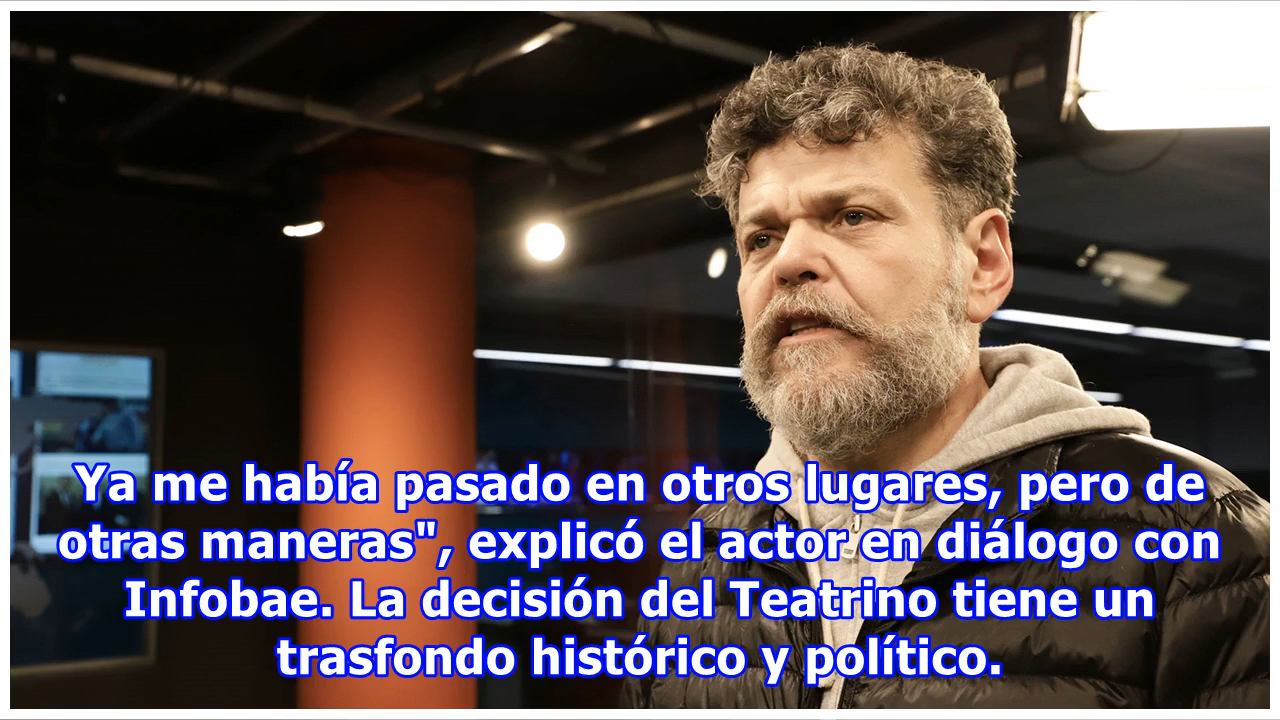 Ya me había pasado en otros lugares, pero de
otras maneras", explicó el actor en diálogo con
Infobae. La decisión del Teatrino tiene un
trasfondo histórico y político.